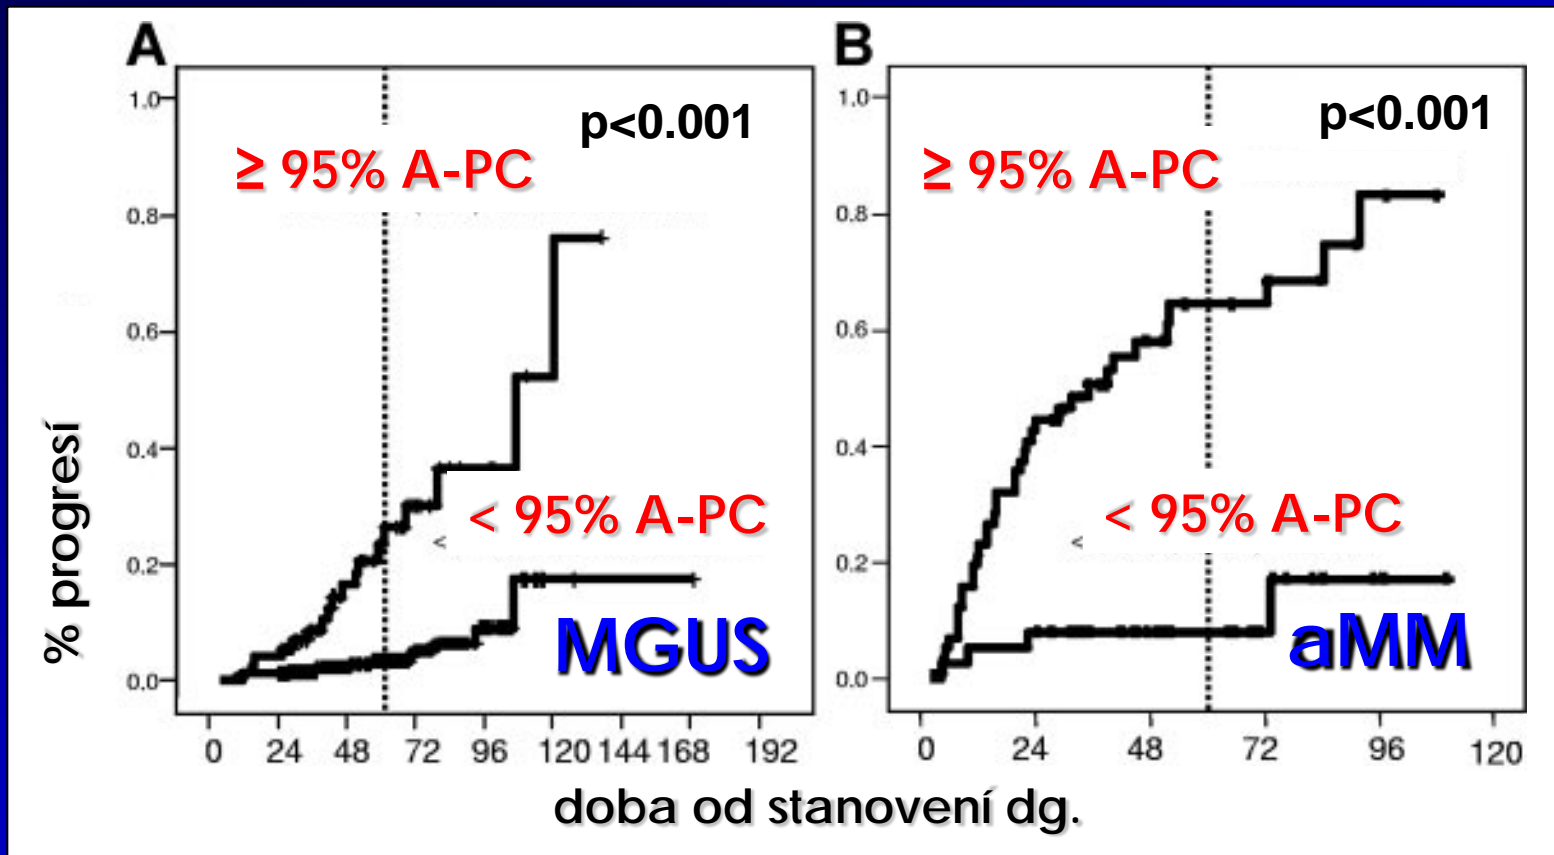 A
p<0.001
≥ 95% A-PC
< 95% A-PC
<
MGUS
1.0
0.8
0.6
0.4
0.2
0.0
0 24 48 72 96 120 144 168 192
B
p<0.001
≥ 95% A-PC
< 95% A-PC
<
aMM
1.0
0.8
0.6
0.4
0.2
0.0
0 24 48 72 96 120
% progresí
doba od stanovení dg.